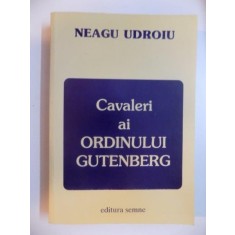 NEAGU UDROIU
Cavaleri
ai
ORDINULUI
GUTENBERG
editura semne